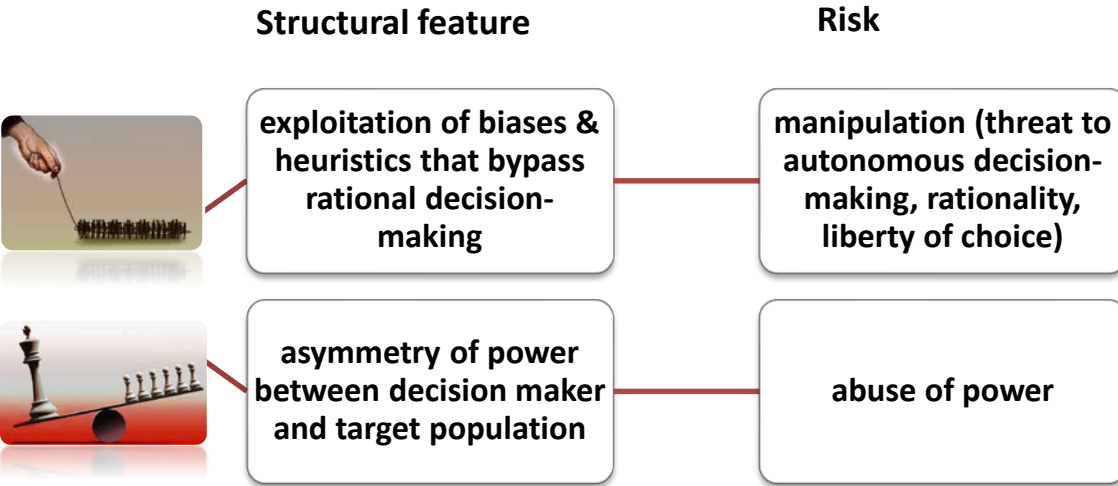 Structural feature
Risk
exploitation of biases &
heuristics that bypass
rational decision-
making
manipulation (threat to
autonomous decision-
making, rationality,
liberty of choice)
asymmetry of power
between decision maker
and target population
abuse of power